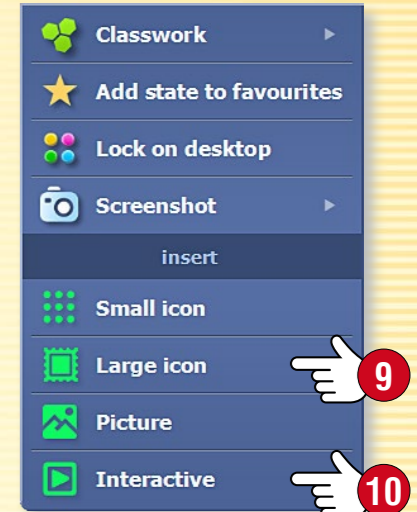 Classwork
Add state to favourites
Lock on desktop
Screenshot
insert
Small icon
Large icon
9
Picture
Interactive
10